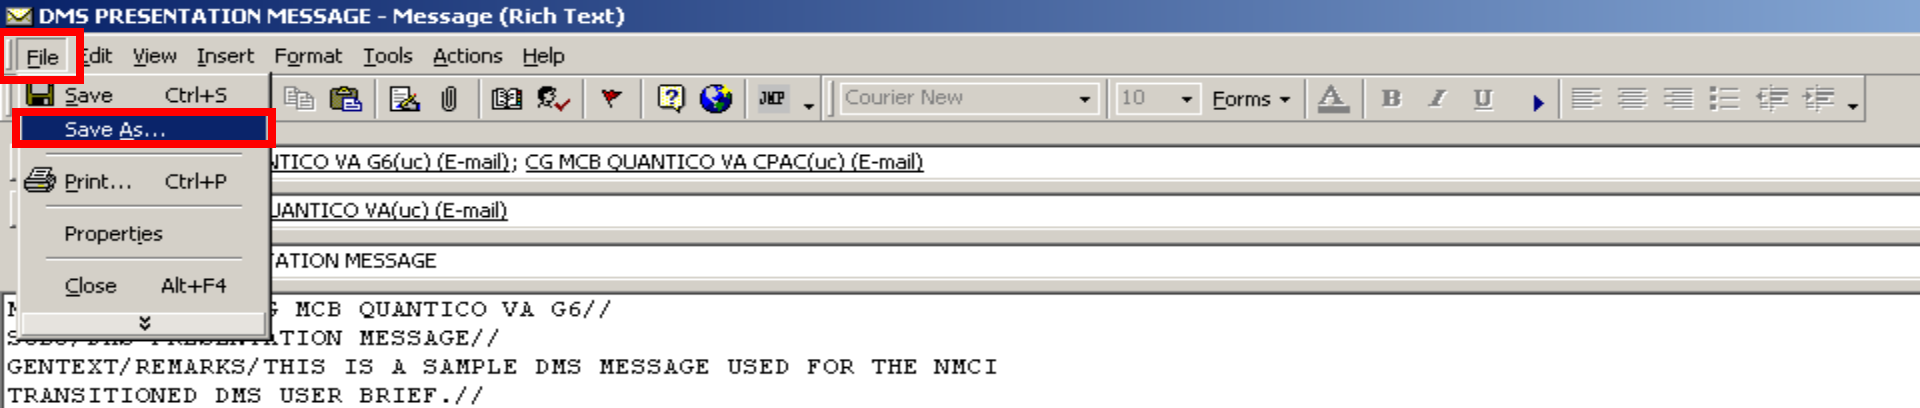 DMS PRESENTATION MESSAGE - Message (Rich Text)
File Edit View Insert Format Tools Actions Help
Save Ctrl+S
JMP Courier New 10 Forms B I U
Save As...
NTICO VA G6(uc) (E-mail); CG MCB QUANTICO VA CPAC(uc) (E-mail)
Print... Ctrl+P
UANTICO VA(uc) (E-mail)
Properties
ATION MESSAGE
Close Alt+F4
MCB QUANTICO VA G6//
PRESENTATION MESSAGE//
GENTEXT/REMARKS/THIS IS A SAMPLE DMS MESSAGE USED FOR THE NMCI
TRANSITIONED DMS USER BRIEF.//